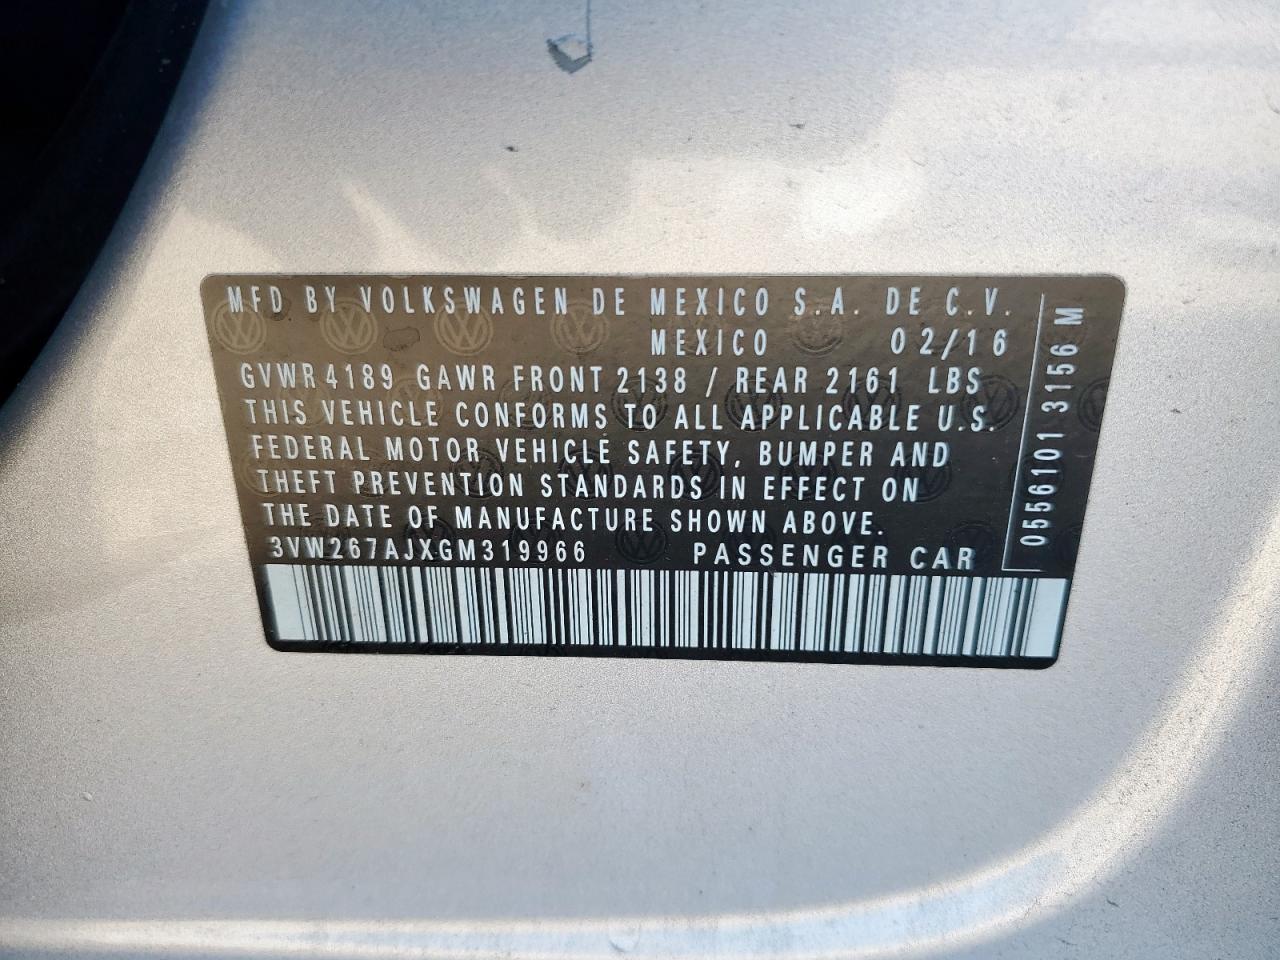 MFD BY VOLKSWAGEN DE MEXICO S.A. DE C.V.
MEXICO 02/16
GVWR 4189 GAWR FRONT 2138 / REAR 2161 LBS
THIS VEHICLE CONFORMS TO ALL APPLICABLE U.S.
FEDERAL MOTOR VEHICLE SAFETY, BUMPER AND
THEFT PREVENTION STANDARDS IN EFFECT ON
THE DATE OF MANUFACTURE SHOWN ABOVE.
3VW267AJXGM319966 PASSENGER CAR
0556101 3156 M